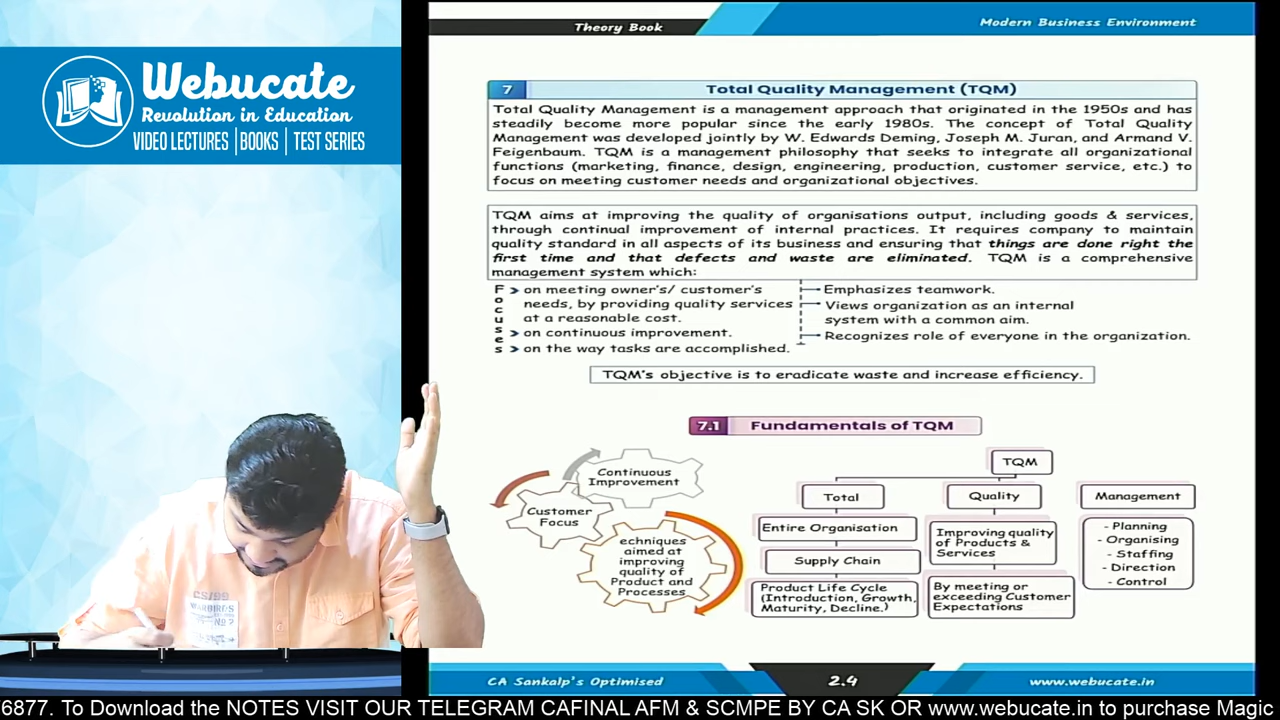 Webucate
Revolution in Education
VIDEO LECTURES | BOOKS | TEST SERIES
Theory Book
Modern Business Environment
7 Total Quality Management (TQM)
Total Quality Management is a management approach that originated in the 1950s and has
steadily become more popular since the early 1980s. The concept of Total Quality
Management was developed jointly by W. Edwards Deming, Joseph M. Juran, and Armand V.
Feigenbaum. TQM is a management philosophy that seeks to integrate all organizational
functions (marketing, finance, design, engineering, production, customer service, etc.) to
focus on meeting customer needs and organizational objectives.
TQM aims at improving the quality of organisations output, including goods & services,
through continual improvement of internal practices. It requires company to maintain
quality standard in all aspects of its business and ensuring that things are done right the
first time and that defects and waste are eliminated. TQM is a comprehensive
management system which:
Focuses
> on meeting owner's/ customer's
needs, by providing quality services
at a reasonable cost.
> on continuous improvement.
> on the way tasks are accomplished.
Emphasizes teamwork.
Views organization as an internal
system with a common aim.
Recognizes role of everyone in the organization.
TQM's objective is to eradicate waste and increase efficiency.
7.1 Fundamentals of TQM
Continuous
Improvement
Customer
Focus
echniques
aimed at
improving
quality of
Product and
Processes
TQM
Total
Entire Organisation
Supply Chain
Product Life Cycle
(Introduction, Growth,
Maturity, Decline.)
Quality
Improving quality
of Products &
Services
By meeting or
exceeding Customer
Expectations
Management
- Planning
- Organising
- Staffing
- Direction
- Control
CS/99
WARBIRDS
Nº 2
CA Sankalp's Optimised
2.4
www.webucate.in
6877. To Download the NOTES VISIT OUR TELEGRAM CAFINAL AFM & SCMPE BY CA SK OR www.webucate.in to purchase Magic